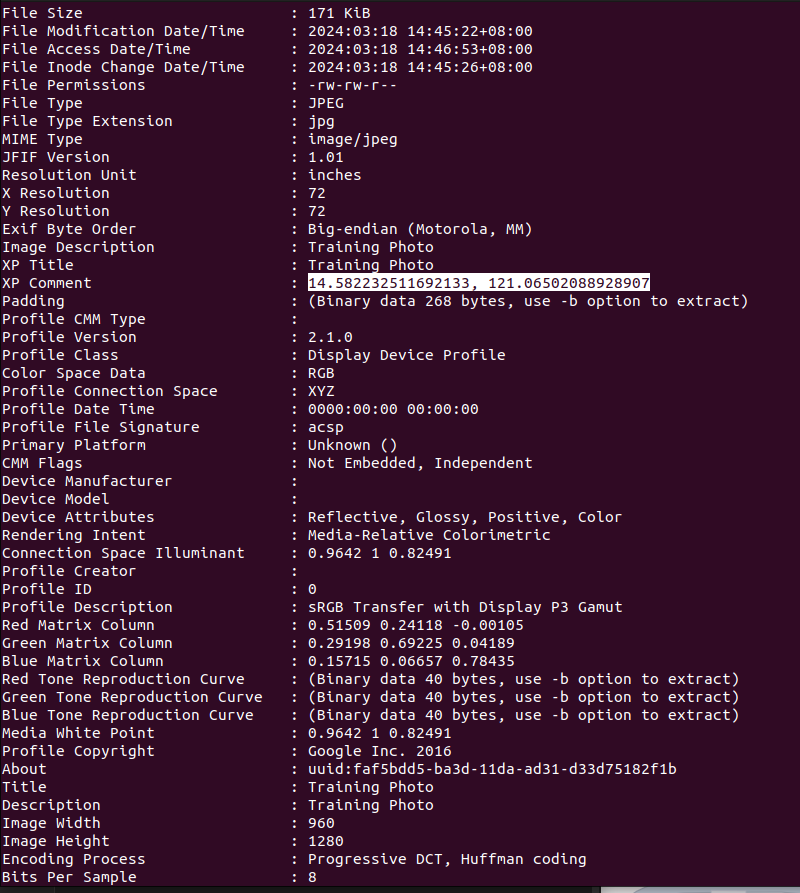 File Size : 171 KiB
File Modification Date/Time : 2024:03:18 14:45:22+08:00
File Access Date/Time : 2024:03:18 14:46:53+08:00
File Inode Change Date/Time : 2024:03:18 14:45:26+08:00
File Permissions : -rw-rw-r--
File Type : JPEG
File Type Extension : jpg
MIME Type : image/jpeg
JFIF Version : 1.01
Resolution Unit : inches
X Resolution : 72
Y Resolution : 72
Exif Byte Order : Big-endian (Motorola, MM)
Image Description : Training Photo
XP Title : Training Photo
XP Comment : 14.582232511692133, 121.06502088928907
Padding : (Binary data 268 bytes, use -b option to extract)
Profile CMM Type :
Profile Version : 2.1.0
Profile Class : Display Device Profile
Color Space Data : RGB
Profile Connection Space : XYZ
Profile Date Time : 0000:00:00 00:00:00
Profile File Signature : acsp
Primary Platform : Unknown ()
CMM Flags : Not Embedded, Independent
Device Manufacturer :
Device Model :
Device Attributes : Reflective, Glossy, Positive, Color
Rendering Intent : Media-Relative Colorimetric
Connection Space Illuminant : 0.9642 1 0.82491
Profile Creator :
Profile ID : 0
Profile Description : sRGB Transfer with Display P3 Gamut
Red Matrix Column : 0.51509 0.24118 -0.00105
Green Matrix Column : 0.29198 0.69225 0.04189
Blue Matrix Column : 0.15715 0.06657 0.78435
Red Tone Reproduction Curve : (Binary data 40 bytes, use -b option to extract)
Green Tone Reproduction Curve : (Binary data 40 bytes, use -b option to extract)
Blue Tone Reproduction Curve : (Binary data 40 bytes, use -b option to extract)
Media White Point : 0.9642 1 0.82491
Profile Copyright : Google Inc. 2016
About : uuid:faf5bdd5-ba3d-11da-ad31-d33d75182f1b
Title : Training Photo
Description : Training Photo
Image Width : 960
Image Height : 1280
Encoding Process : Progressive DCT, Huffman coding
Bits Per Sample : 8